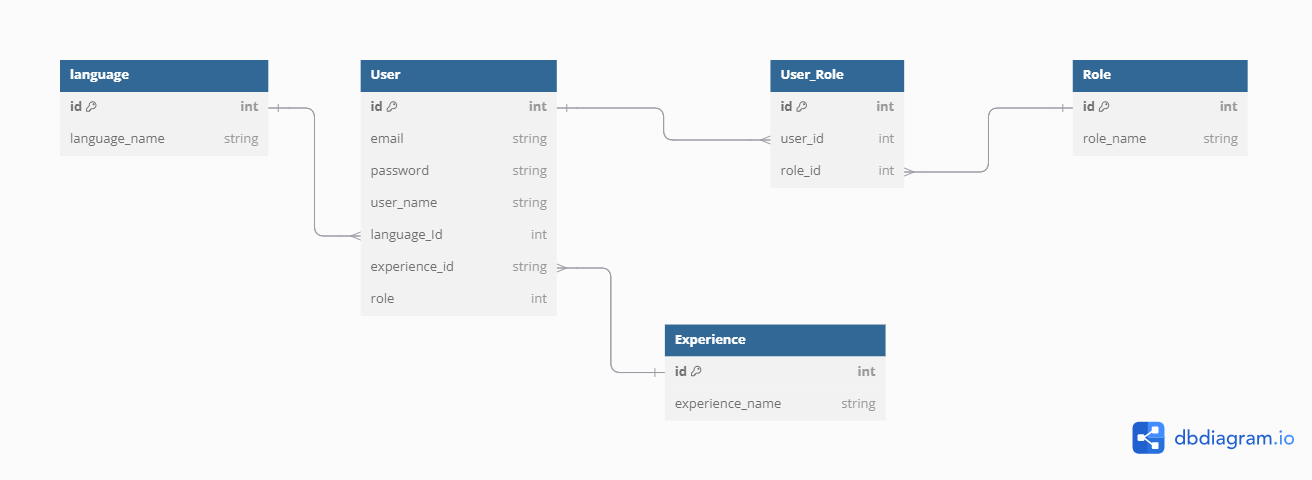 language
id int
language_name string
User
id int
email string
password string
user_name string
language_Id int
experience_id string
role int
User_Role
id int
user_id int
role_id int
Role
id int
role_name string
Experience
id int
experience_name string
dbdiagram.io